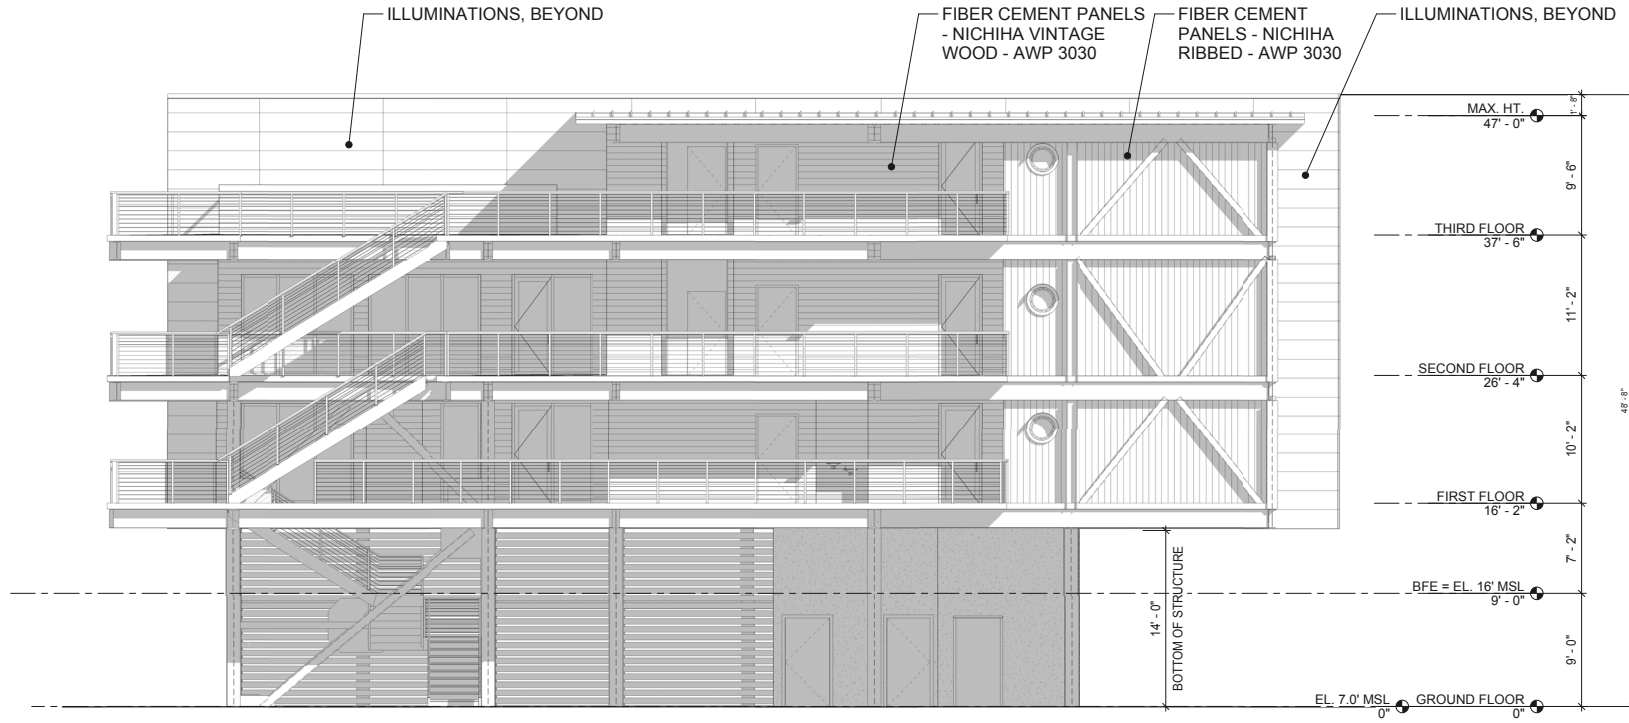 ILLUMINATIONS, BEYOND
FIBER CEMENT PANELS
- NICHIHA VINTAGE
WOOD - AWP 3030
FIBER CEMENT
PANELS - NICHIHA
RIBBED - AWP 3030
ILLUMINATIONS, BEYOND
MAX. HT.
47' - 0"
1' - 8"
9' - 6"
THIRD FLOOR
37' - 6"
11' - 2"
SECOND FLOOR
26' - 4"
48' - 8"
10' - 2"
FIRST FLOOR
16' - 2"
7' - 2"
BFE = EL. 16' MSL
9' - 0"
14' - 0"
BOTTOM OF STRUCTURE
9' - 0"
EL. 7.0' MSL
0"
GROUND FLOOR
0"